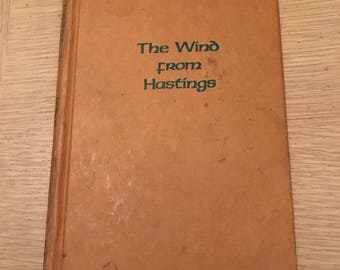 The Wind
from
Hastings